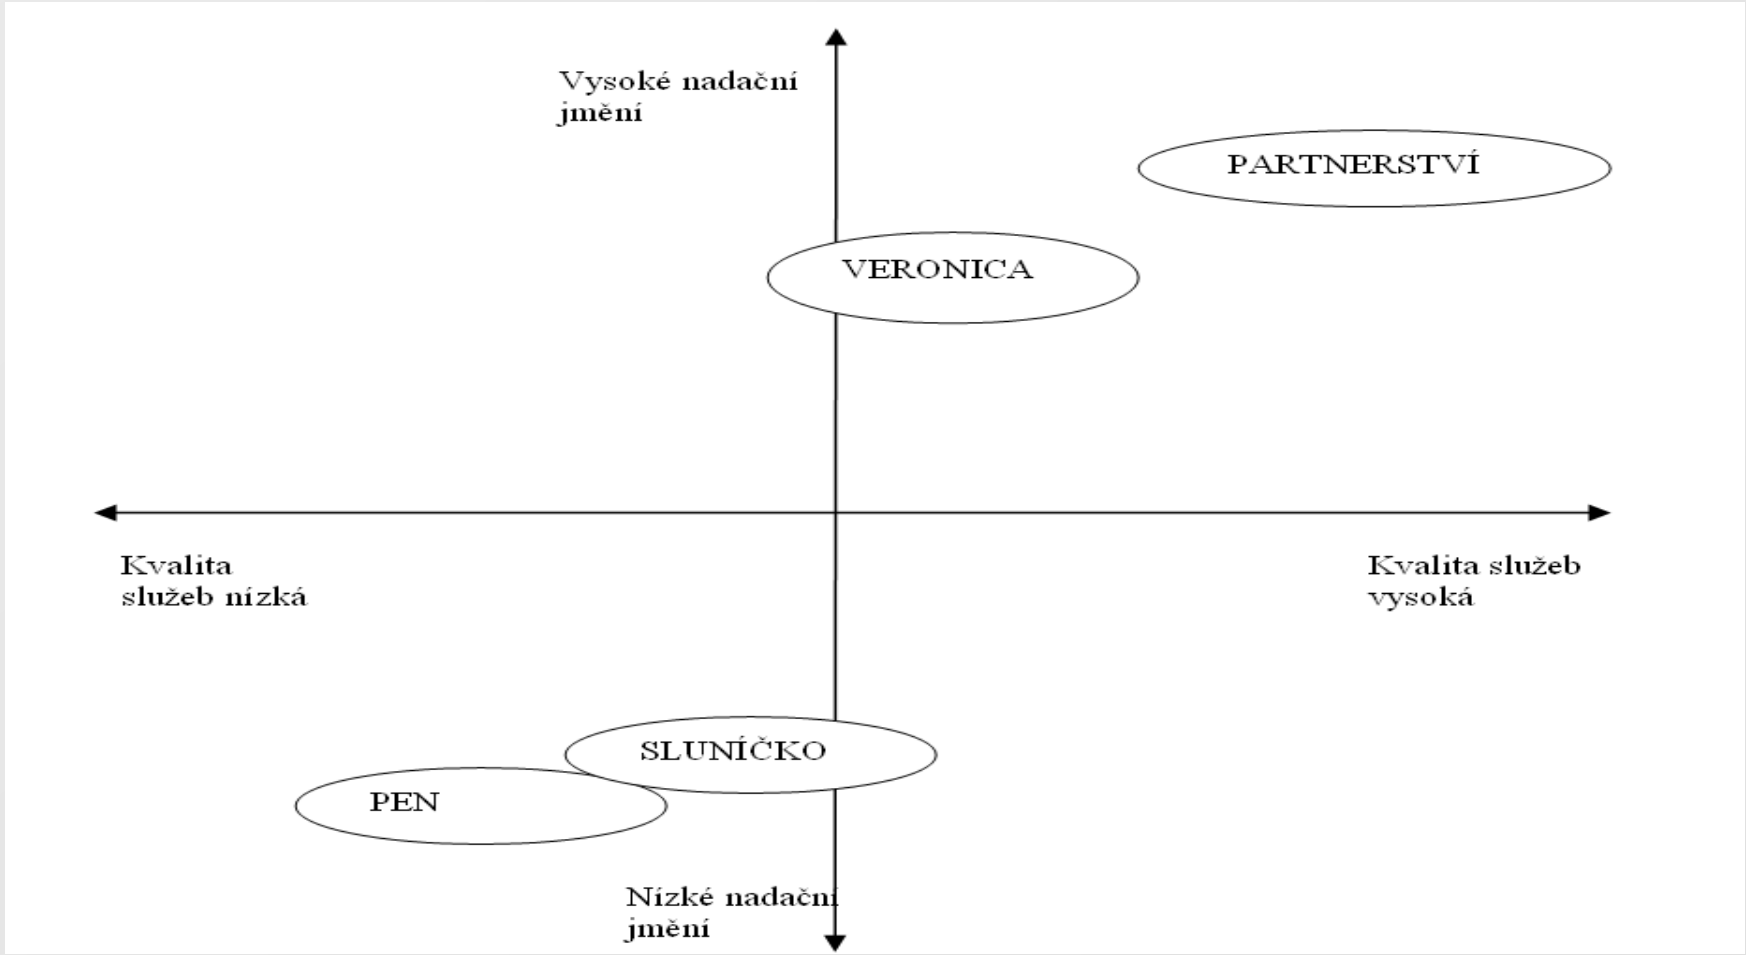 Vysoké nadační
jmění
PARTNERSTVÍ
VERONICA
Kvalita
služeb nízká
Kvalita služeb
vysoká
SLUNÍČKO
PEN
Nízké nadační
jmění